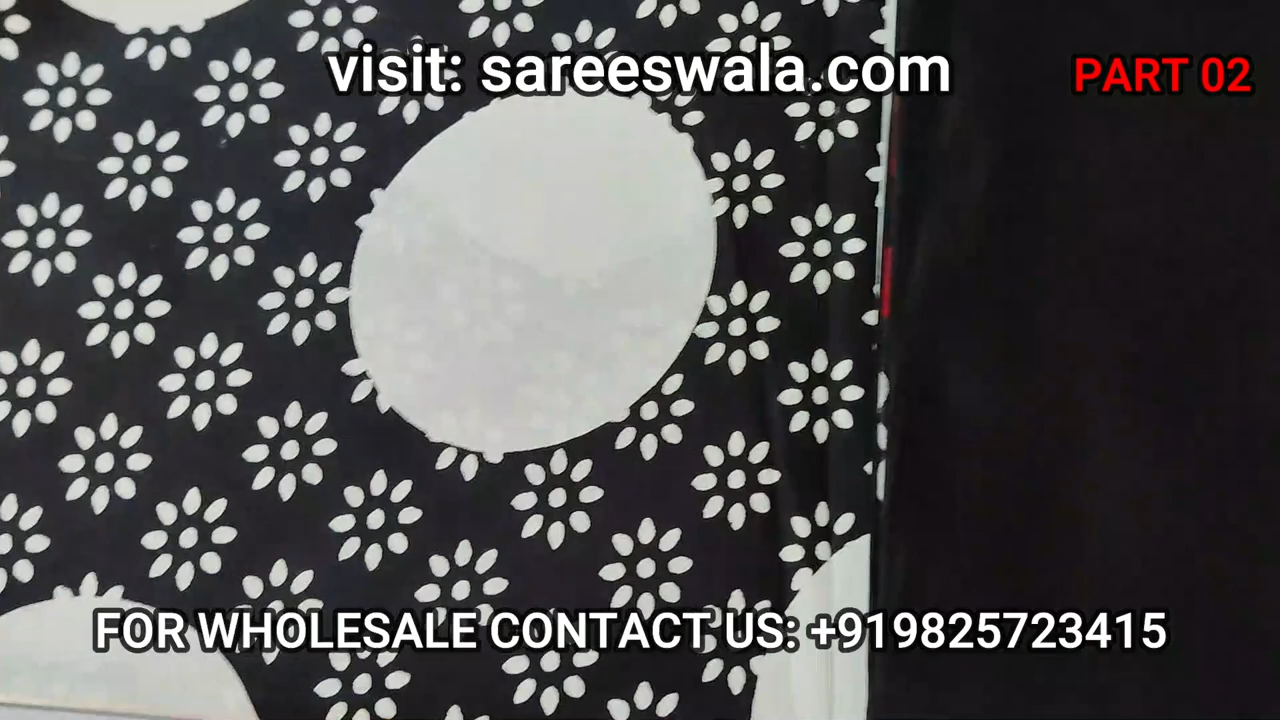 visit: sareeswala.com
PART 02
FOR WHOLESALE CONTACT US: +919825723415